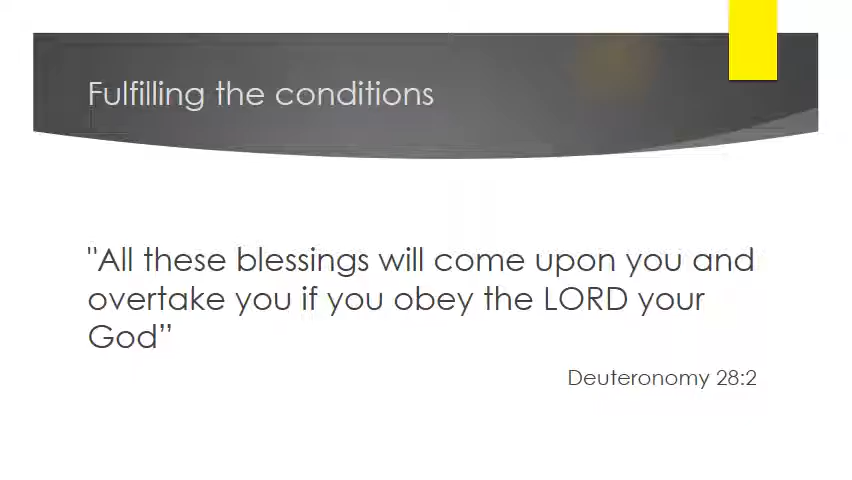 Fulfilling the conditions
"All these blessings will come upon you and
overtake you if you obey the LORD your
God”
Deuteronomy 28:2